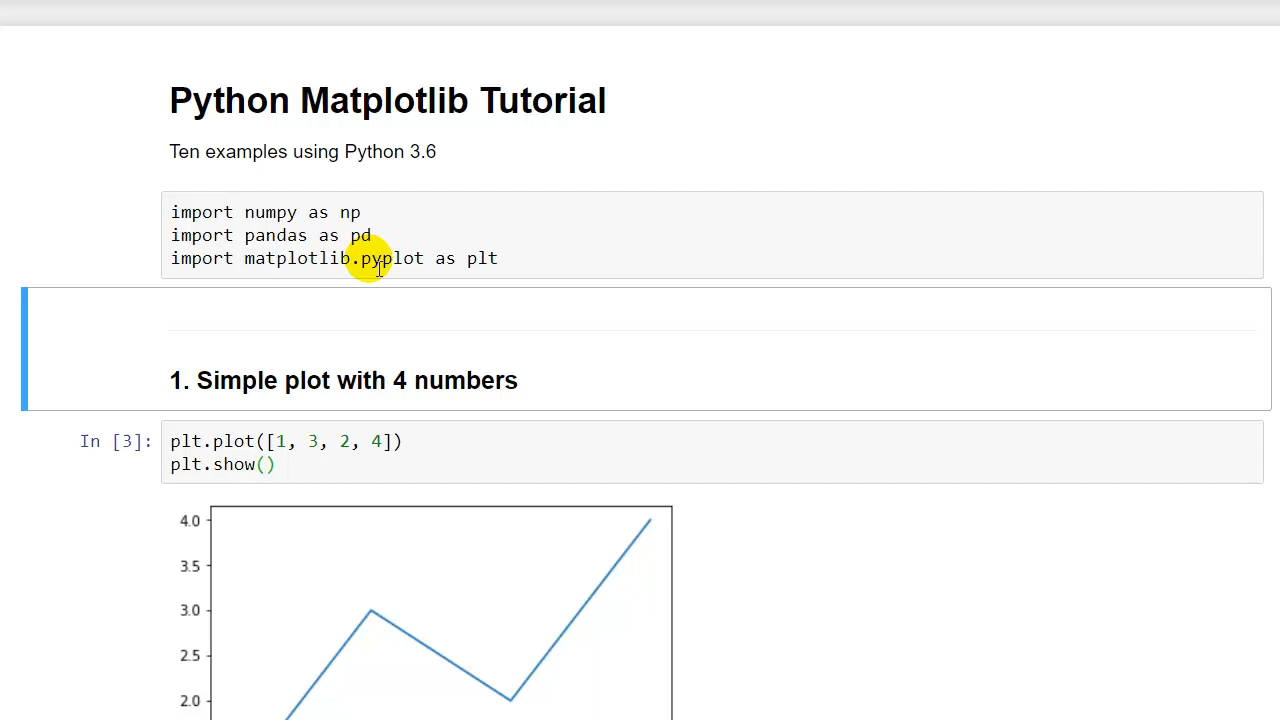 Python Matplotlib Tutorial
Ten examples using Python 3.6
import numpy as np
import pandas as pd
import matplotlib.pyplot as plt
1. Simple plot with 4 numbers
In [3]:
plt.plot([1, 3, 2, 4])
plt.show()
4.0
3.5
3.0
2.5
2.0